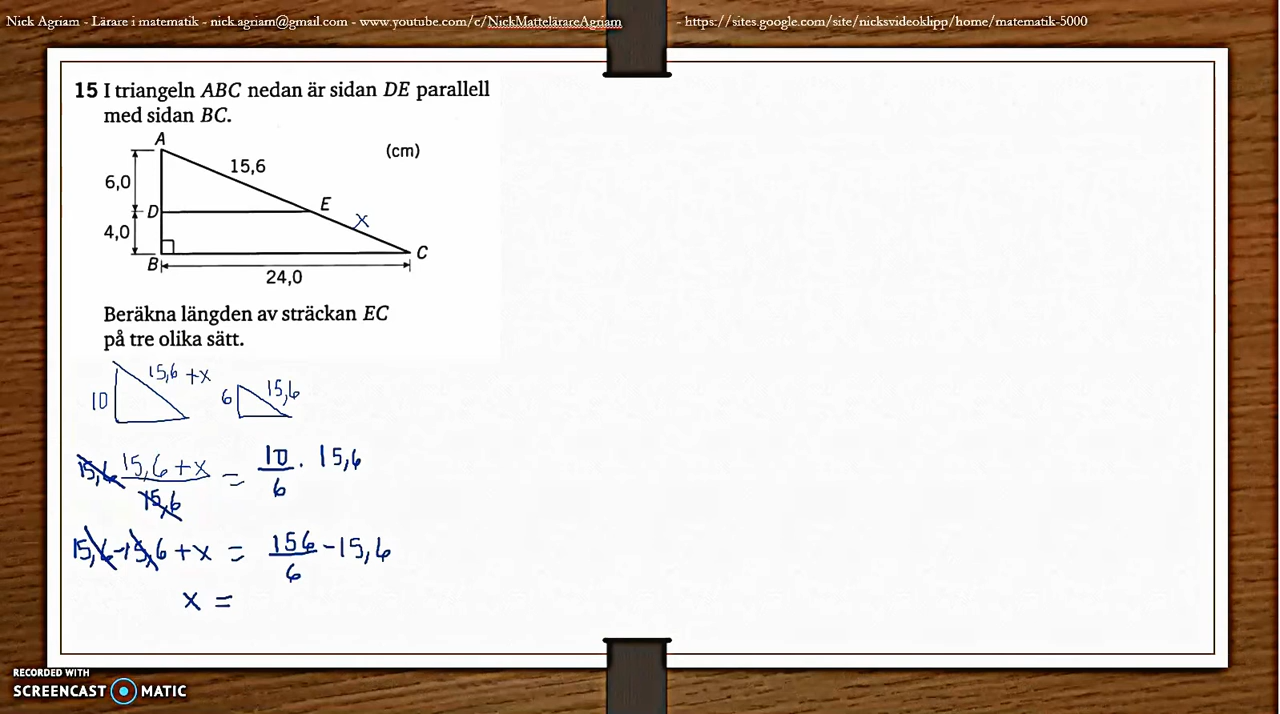 Nick Agriam - Lärare i matematik - nick.agriam@gmail.com - www.youtube.com/c/NickMattelärareAgriam - https://sites.google.com/site/nicksvideoklipp/home/matematik-5000
15 I triangeln ABC nedan är sidan DE parallell
med sidan BC.
A
(cm)
15,6
6,0
E
D
x
4,0
B
C
24,0
Beräkna längden av sträckan EC
på tre olika sätt.
15,6 + x
10
6
15,6
15,6 15,6 + x = 10 · 15,6
15,6 6
15,6 - 15,6 + x = 156 - 15,6
6
x =
RECORDED WITH
SCREENCAST MATIC